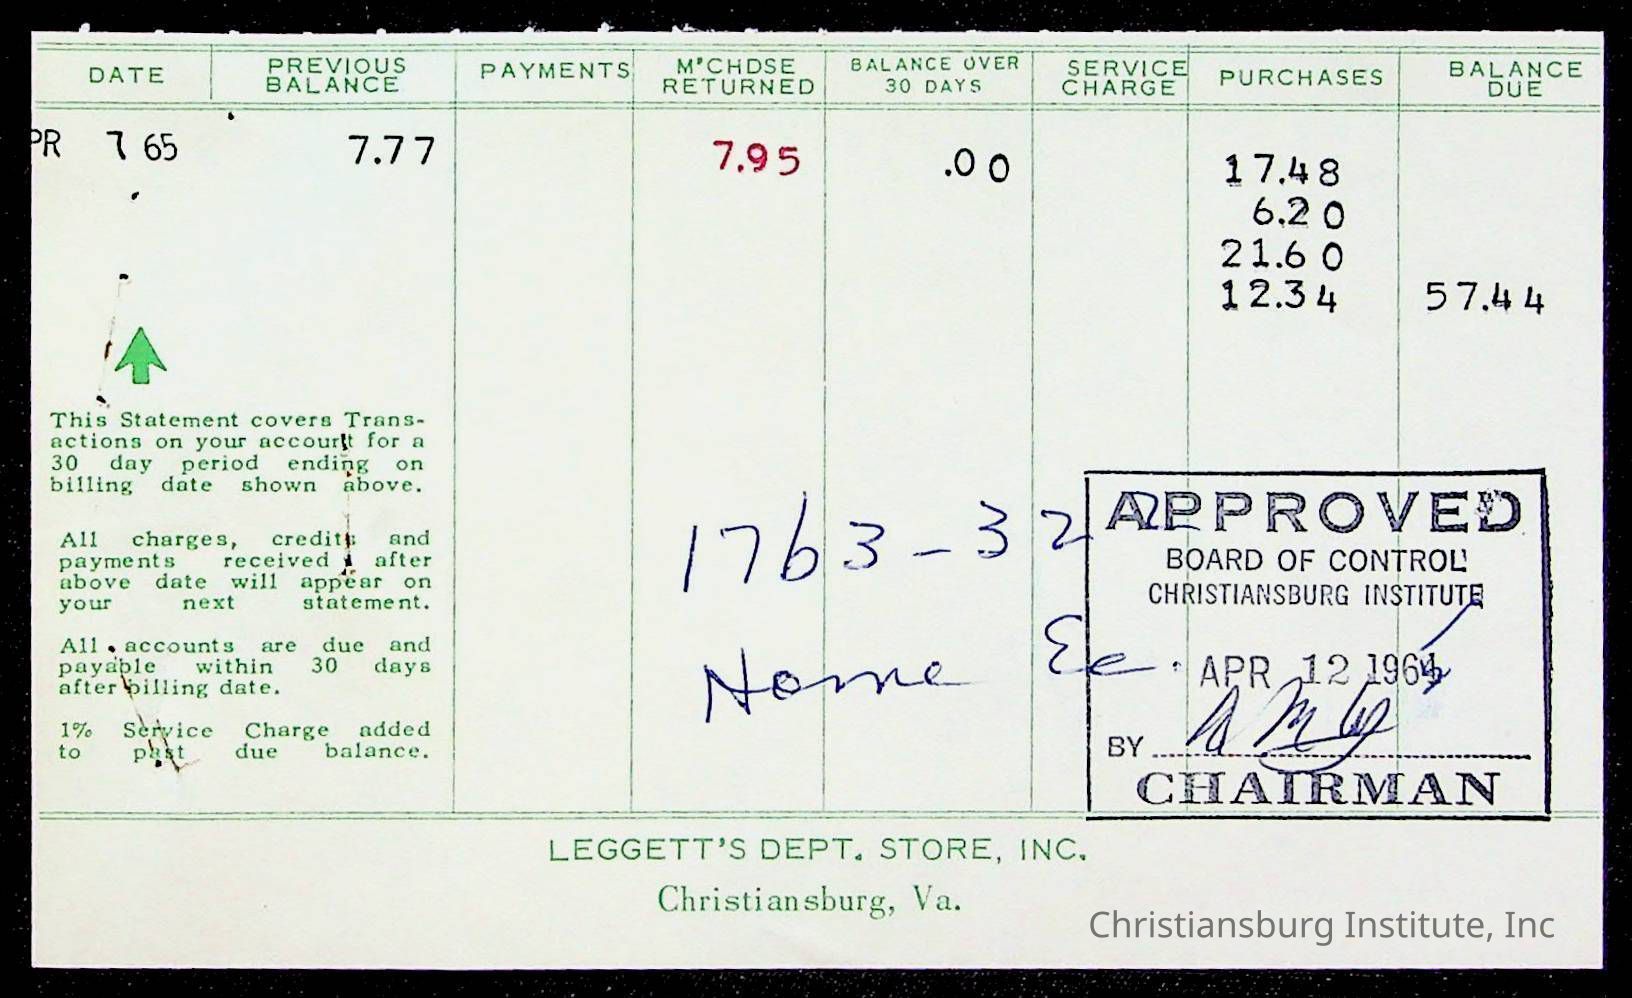 DATE PREVIOUS BALANCE PAYMENTS M'CHDSE RETURNED BALANCE OVER 30 DAYS SERVICE CHARGE PURCHASES BALANCE DUE
PR 7 65 7.77 7.95 .00 17.48
6.20
21.60
12.34 57.44
This Statement covers Trans-
actions on your account for a
30 day period ending on
billing date shown above.
All charges, credits and
payments received after
above date will appear on
your next statement.
All accounts are due and
payable within 30 days
after billing date.
1% Service Charge added
to past due balance.
1763-322
Home Ec.
APPROVED
BOARD OF CONTROL
CHRISTIANSBURG INSTITUTE
APR 12 1965
BY
CHAIRMAN
LEGGETT'S DEPT. STORE, INC.
Christiansburg, Va.
Christiansburg Institute, Inc